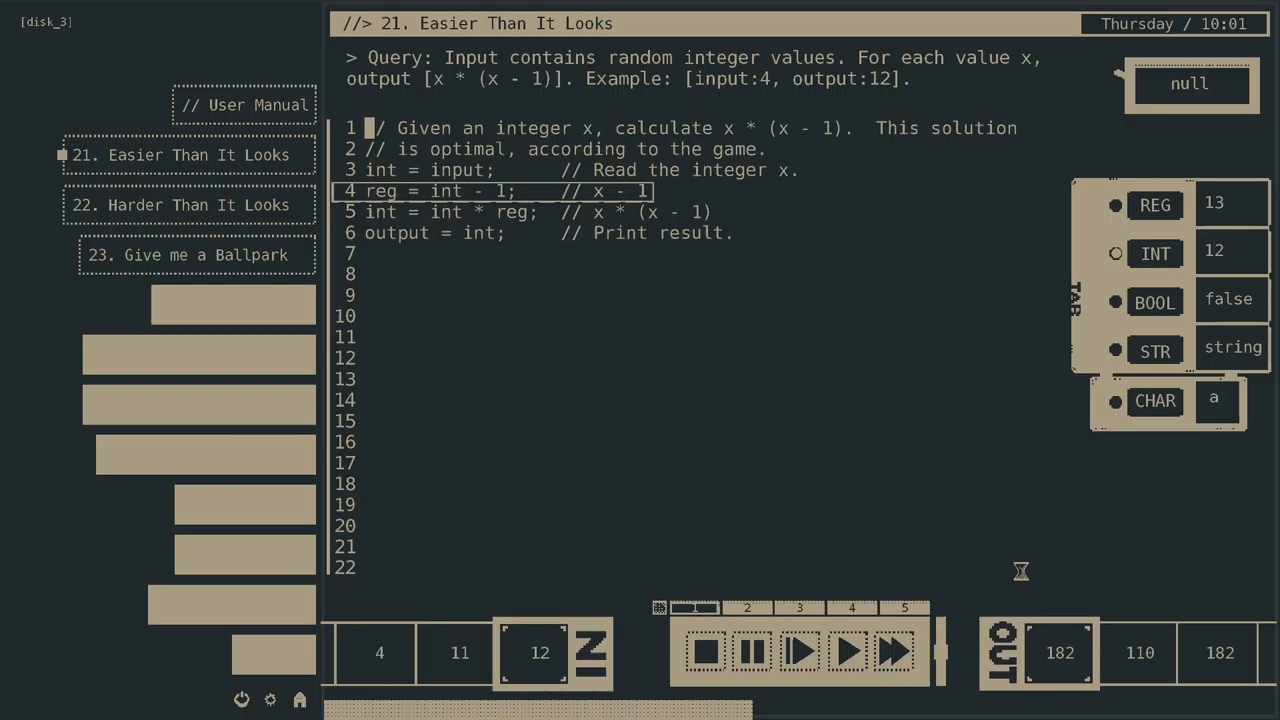 [disk_3]
//> 21. Easier Than It Looks
Thursday / 10:01
> Query: Input contains random integer values. For each value x,
output [x * (x - 1)]. Example: [input:4, output:12].
null
// User Manual
21. Easier Than It Looks
22. Harder Than It Looks
23. Give me a Ballpark
1 // Given an integer x, calculate x * (x - 1).  This solution
2 // is optimal, according to the game.
3 int = input;      // Read the integer x.
4 reg = int - 1;    // x - 1
5 int = int * reg;  // x * (x - 1)
6 output = int;     // Print result.
7
8
9
10
11
12
13
14
15
16
17
18
19
20
21
22
REG 13
INT 12
BOOL false
STR string
CHAR a
1 2 3 4 5
4 11 12 IN
OUT 182 110 182